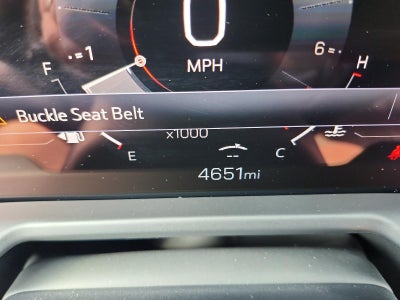 0
1 6
F MPH H
Buckle Seat Belt
x1000
E -- C
4651mi